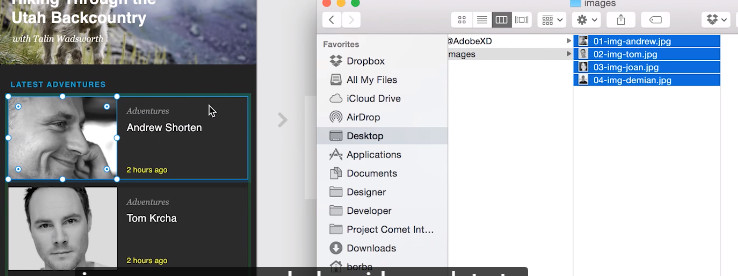 Hiking Through the
Utah Backcountry
with Talin Wadsworth
LATEST ADVENTURES
Adventures
Andrew Shorten
2 hours ago
Adventures
Tom Krcha
2 hours ago
images
Favorites
Dropbox
All My Files
iCloud Drive
AirDrop
Desktop
Applications
Documents
Designer
Developer
Project Comet Int...
Downloads
borba
@AdobeXD
mages
01-img-andrew.jpg
02-img-tom.jpg
03-img-joan.jpg
04-img-demian.jpg